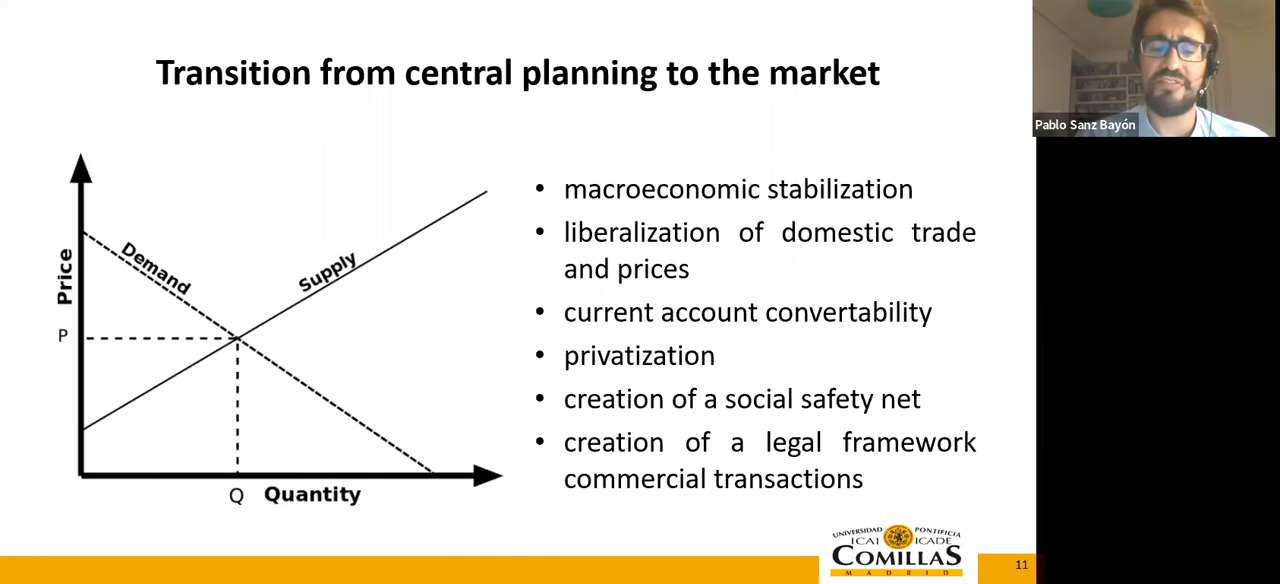 Transition from central planning to the market
Pablo Sanz Bayón
Price
Demand
Supply
P
Q
Quantity
• macroeconomic stabilization
• liberalization of domestic trade
and prices
• current account convertability
• privatization
• creation of a social safety net
• creation of a legal framework
commercial transactions
UNIVERSIDAD PONTIFICIA
ICAI ICADE
COMILLAS
MADRID
11